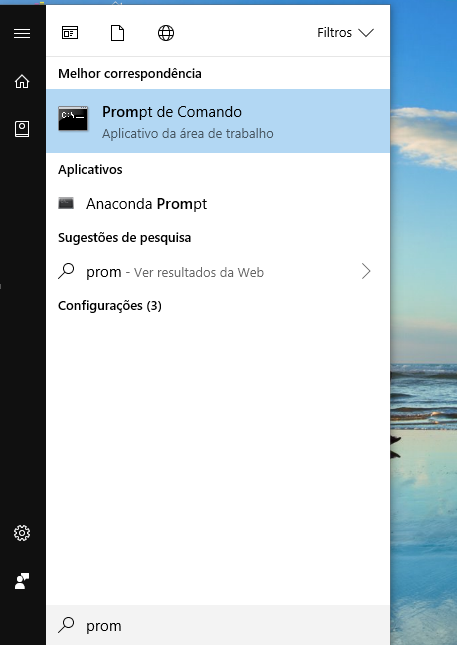 Filtros
Melhor correspondência
Prompt de Comando
Aplicativo da área de trabalho
Aplicativos
Anaconda Prompt
Sugestões de pesquisa
prom - Ver resultados da Web
Configurações (3)
prom